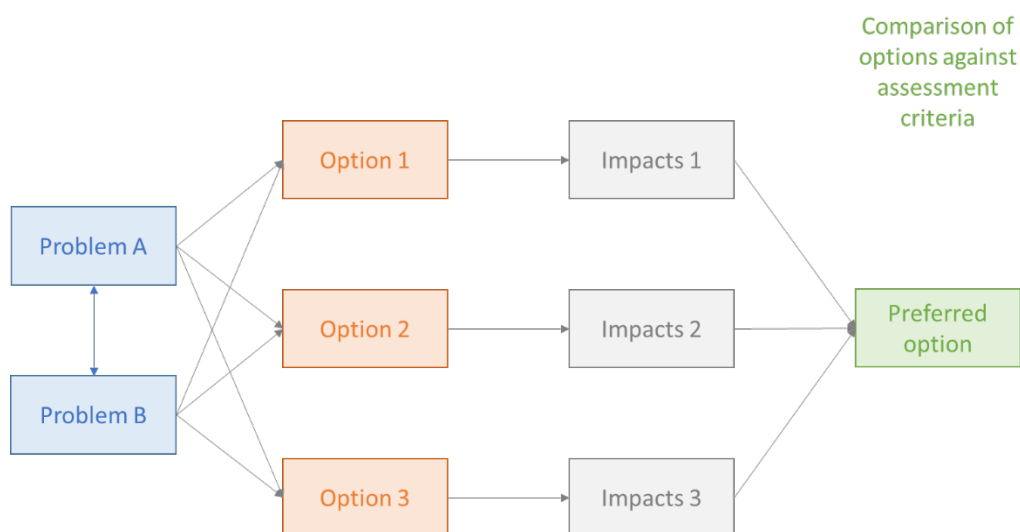 Comparison of
options against
assessment
criteria
Option 1
Impacts 1
Problem A
Option 2
Impacts 2
Preferred
option
Problem B
Option 3
Impacts 3